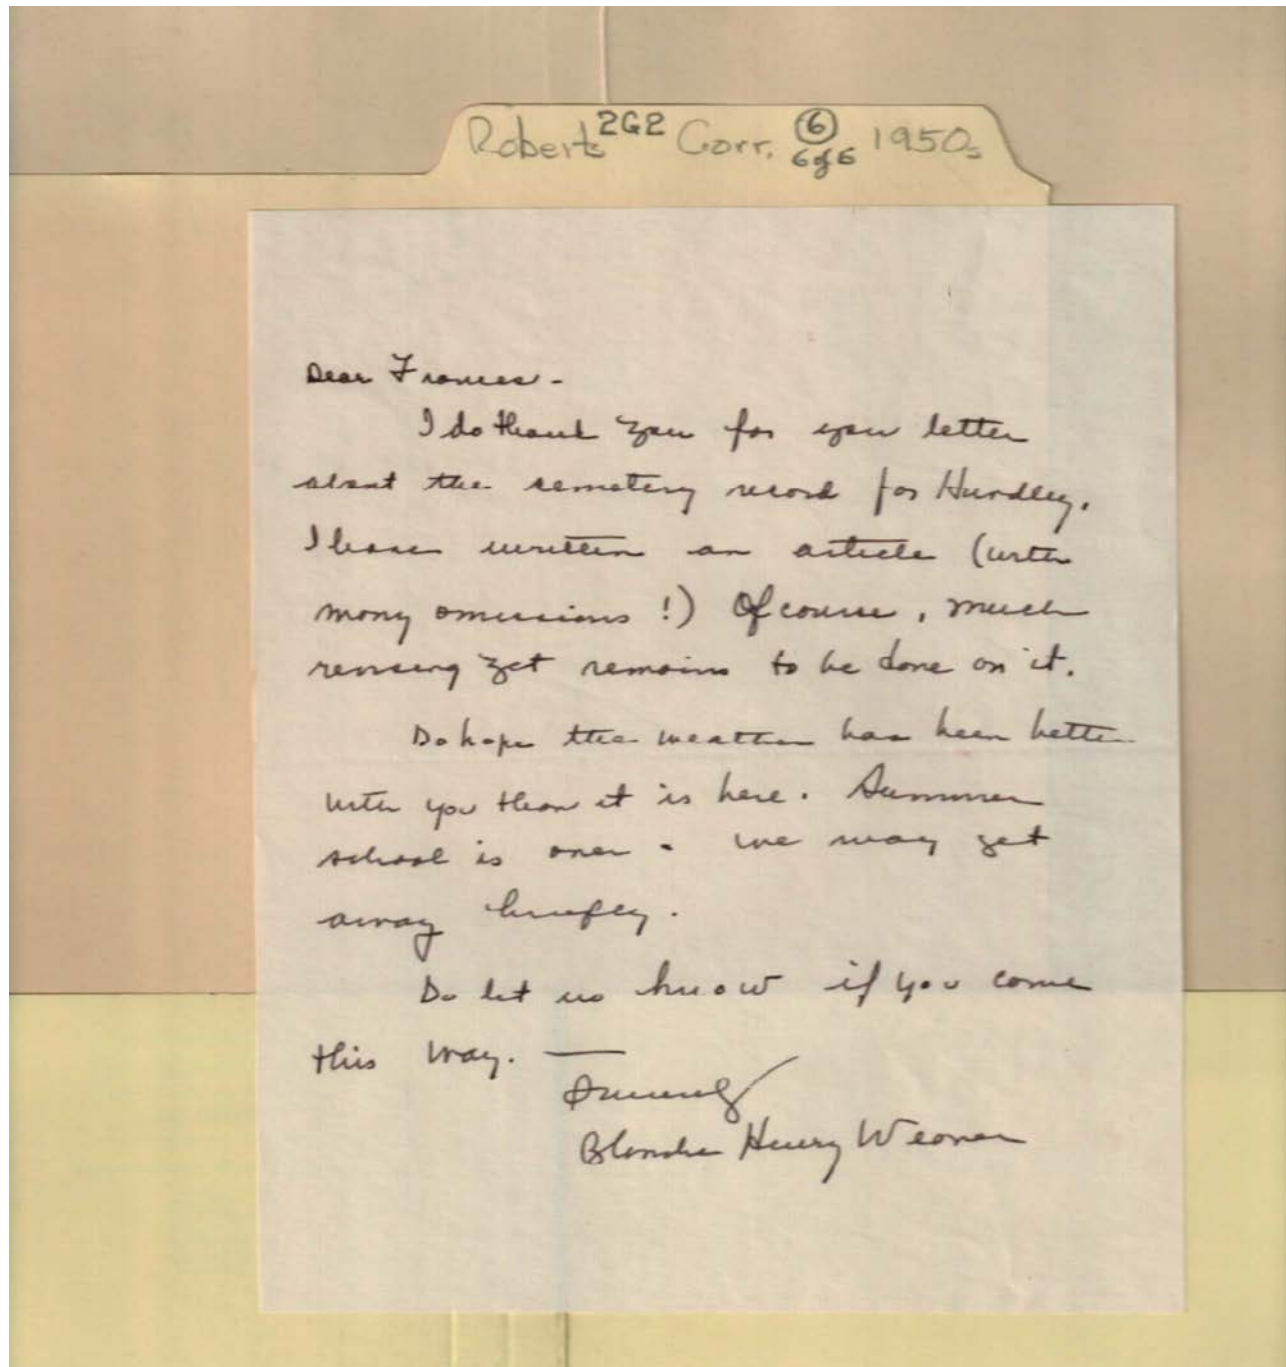 Roberts 2G2 Corr. 6 1950s
6 of 6
Dear Frances -
I do thank you for your letter
about the cemetery record for Hundley.
I have written an article (with
many omissions!) Of course, much
revising yet remains to be done on it.
Do hope the weather has been better
with you than it is here. Summer
school is over - we may get
away briefly.
Do let us know if you come
this way. —
Sincerely
Blanche Henry Weaver